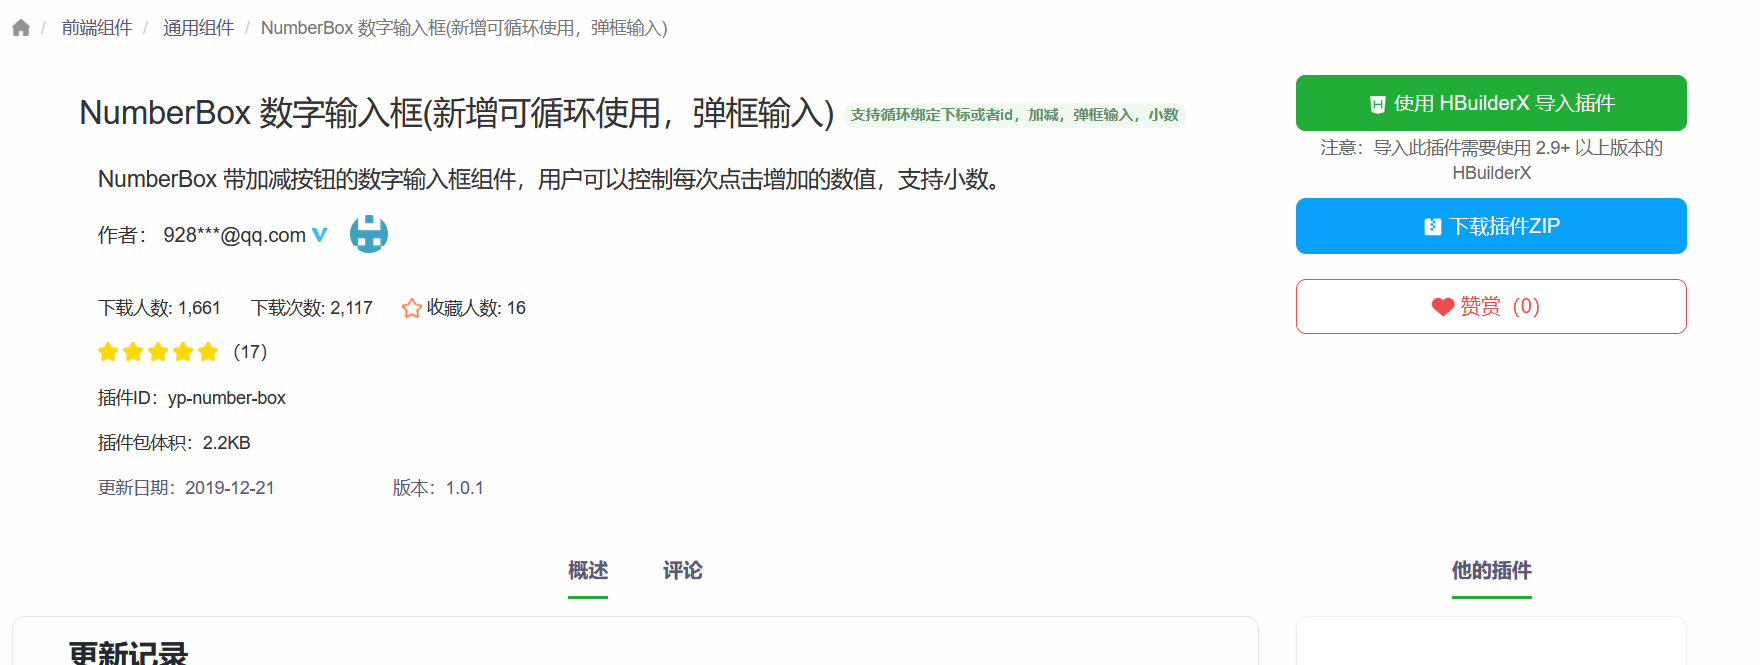 / 前端组件 / 通用组件 / NumberBox 数字输入框(新增可循环使用，弹框输入)
NumberBox 数字输入框(新增可循环使用，弹框输入) 支持循环绑定下标或者id，加减，弹框输入，小数
NumberBox 带加减按钮的数字输入框组件，用户可以控制每次点击增加的数值，支持小数。
作者： 928***@qq.com
下载人数: 1,661 下载次数: 2,117 收藏人数: 16
（17）
插件ID：yp-number-box
插件包体积：2.2KB
更新日期：2019-12-21 版本：1.0.1
使用 HBuilderX 导入插件
注意：导入此插件需要使用 2.9+ 以上版本的
HBuilderX
下载插件ZIP
赞赏（0）
概述 评论
他的插件
更新记录